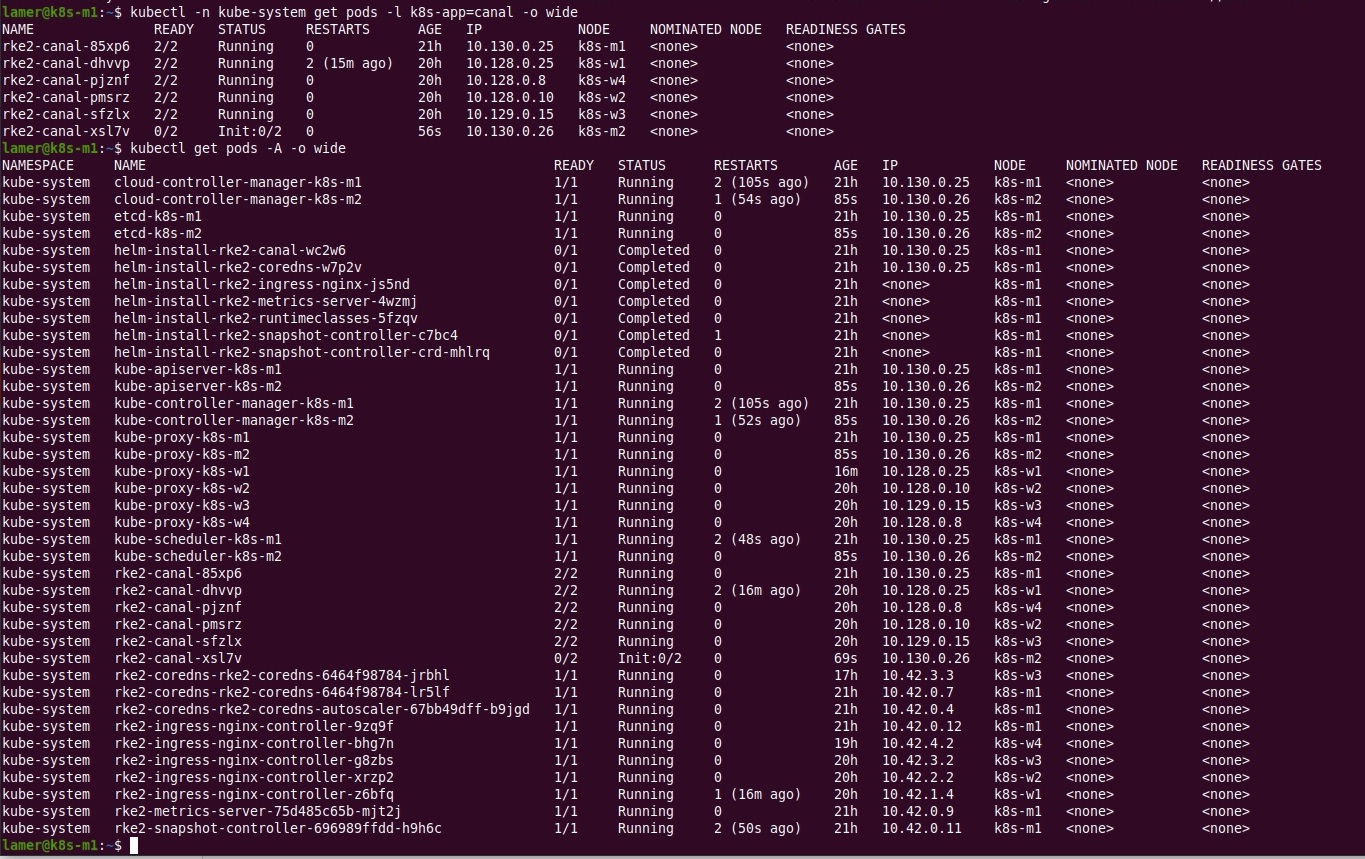 lamer@k8s-m1:~$ kubectl -n kube-system get pods -l k8s-app=canal -o wide
NAME READY STATUS RESTARTS AGE IP NODE NOMINATED NODE READINESS GATES
rke2-canal-85xp6 2/2 Running 0 21h 10.130.0.25 k8s-m1 <none> <none>
rke2-canal-dhvvp 2/2 Running 2 (15m ago) 20h 10.128.0.25 k8s-w1 <none> <none>
rke2-canal-pjznf 2/2 Running 0 20h 10.128.0.8 k8s-w4 <none> <none>
rke2-canal-pmsrz 2/2 Running 0 20h 10.128.0.10 k8s-w2 <none> <none>
rke2-canal-sfzlx 2/2 Running 0 20h 10.129.0.15 k8s-w3 <none> <none>
rke2-canal-xsl7v 0/2 Init:0/2 0 56s 10.130.0.26 k8s-m2 <none> <none>
lamer@k8s-m1:~$ kubectl get pods -A -o wide
NAMESPACE NAME READY STATUS RESTARTS AGE IP NODE NOMINATED NODE READINESS GATES
kube-system cloud-controller-manager-k8s-m1 1/1 Running 2 (105s ago) 21h 10.130.0.25 k8s-m1 <none> <none>
kube-system cloud-controller-manager-k8s-m2 1/1 Running 1 (54s ago) 85s 10.130.0.26 k8s-m2 <none> <none>
kube-system etcd-k8s-m1 1/1 Running 0 21h 10.130.0.25 k8s-m1 <none> <none>
kube-system etcd-k8s-m2 1/1 Running 0 85s 10.130.0.26 k8s-m2 <none> <none>
kube-system helm-install-rke2-canal-wc2w6 0/1 Completed 0 21h 10.130.0.25 k8s-m1 <none> <none>
kube-system helm-install-rke2-coredns-w7p2v 0/1 Completed 0 21h 10.130.0.25 k8s-m1 <none> <none>
kube-system helm-install-rke2-ingress-nginx-js5nd 0/1 Completed 0 21h <none> k8s-m1 <none> <none>
kube-system helm-install-rke2-metrics-server-4wzmj 0/1 Completed 0 21h <none> k8s-m1 <none> <none>
kube-system helm-install-rke2-runtimeclasses-5fzqv 0/1 Completed 0 21h <none> k8s-m1 <none> <none>
kube-system helm-install-rke2-snapshot-controller-c7bc4 0/1 Completed 1 21h <none> k8s-m1 <none> <none>
kube-system helm-install-rke2-snapshot-controller-crd-mhlrq 0/1 Completed 0 21h <none> k8s-m1 <none> <none>
kube-system kube-apiserver-k8s-m1 1/1 Running 0 21h 10.130.0.25 k8s-m1 <none> <none>
kube-system kube-apiserver-k8s-m2 1/1 Running 0 85s 10.130.0.26 k8s-m2 <none> <none>
kube-system kube-controller-manager-k8s-m1 1/1 Running 2 (105s ago) 21h 10.130.0.25 k8s-m1 <none> <none>
kube-system kube-controller-manager-k8s-m2 1/1 Running 1 (52s ago) 85s 10.130.0.26 k8s-m2 <none> <none>
kube-system kube-proxy-k8s-m1 1/1 Running 0 21h 10.130.0.25 k8s-m1 <none> <none>
kube-system kube-proxy-k8s-m2 1/1 Running 0 85s 10.130.0.26 k8s-m2 <none> <none>
kube-system kube-proxy-k8s-w1 1/1 Running 0 16m 10.128.0.25 k8s-w1 <none> <none>
kube-system kube-proxy-k8s-w2 1/1 Running 0 20h 10.128.0.10 k8s-w2 <none> <none>
kube-system kube-proxy-k8s-w3 1/1 Running 0 20h 10.129.0.15 k8s-w3 <none> <none>
kube-system kube-proxy-k8s-w4 1/1 Running 0 20h 10.128.0.8 k8s-w4 <none> <none>
kube-system kube-scheduler-k8s-m1 1/1 Running 2 (48s ago) 21h 10.130.0.25 k8s-m1 <none> <none>
kube-system kube-scheduler-k8s-m2 1/1 Running 0 85s 10.130.0.26 k8s-m2 <none> <none>
kube-system rke2-canal-85xp6 2/2 Running 0 21h 10.130.0.25 k8s-m1 <none> <none>
kube-system rke2-canal-dhvvp 2/2 Running 2 (16m ago) 20h 10.128.0.25 k8s-w1 <none> <none>
kube-system rke2-canal-pjznf 2/2 Running 0 20h 10.128.0.8 k8s-w4 <none> <none>
kube-system rke2-canal-pmsrz 2/2 Running 0 20h 10.128.0.10 k8s-w2 <none> <none>
kube-system rke2-canal-sfzlx 2/2 Running 0 20h 10.129.0.15 k8s-w3 <none> <none>
kube-system rke2-canal-xsl7v 0/2 Init:0/2 0 69s 10.130.0.26 k8s-m2 <none> <none>
kube-system rke2-coredns-rke2-coredns-6464f98784-jrbhl 1/1 Running 0 17h 10.42.3.3 k8s-w3 <none> <none>
kube-system rke2-coredns-rke2-coredns-6464f98784-lr5lf 1/1 Running 0 21h 10.42.0.7 k8s-m1 <none> <none>
kube-system rke2-coredns-rke2-coredns-autoscaler-67bb49dff-b9jgd 1/1 Running 0 21h 10.42.0.4 k8s-m1 <none> <none>
kube-system rke2-ingress-nginx-controller-9zq9f 1/1 Running 0 21h 10.42.0.12 k8s-m1 <none> <none>
kube-system rke2-ingress-nginx-controller-bhg7n 1/1 Running 0 19h 10.42.4.2 k8s-w4 <none> <none>
kube-system rke2-ingress-nginx-controller-g8zbs 1/1 Running 0 20h 10.42.3.2 k8s-w3 <none> <none>
kube-system rke2-ingress-nginx-controller-xrzp2 1/1 Running 0 20h 10.42.2.2 k8s-w2 <none> <none>
kube-system rke2-ingress-nginx-controller-z6bfq 1/1 Running 1 (16m ago) 20h 10.42.1.4 k8s-w1 <none> <none>
kube-system rke2-metrics-server-75d485c65b-mjt2j 1/1 Running 0 21h 10.42.0.9 k8s-m1 <none> <none>
kube-system rke2-snapshot-controller-696989ffdd-h9h6c 1/1 Running 2 (50s ago) 21h 10.42.0.11 k8s-m1 <none> <none>
lamer@k8s-m1:~$